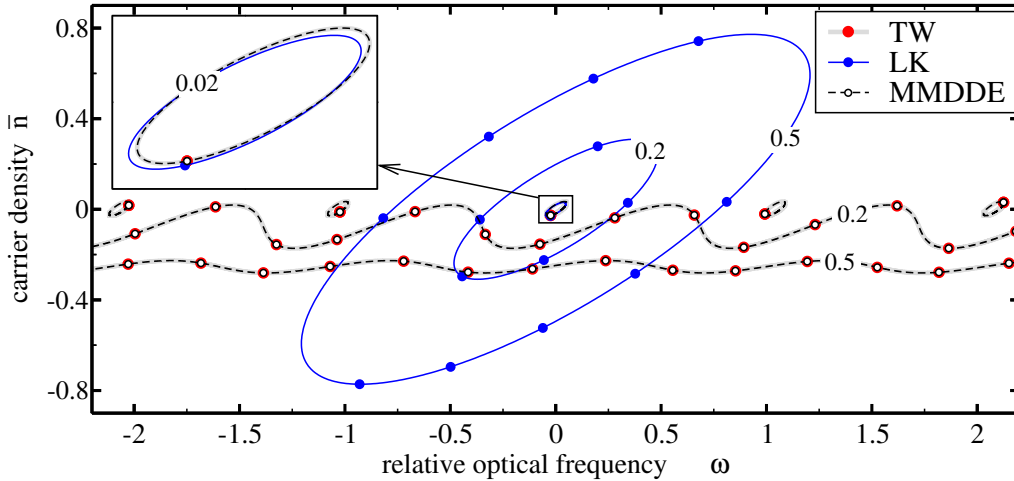 0.8
0.4
0
-0.4
-0.8
carrier density n̅
0.02
TW
LK
MMDDE
0.5
0.2
0.2
0.5
-2 -1.5 -1 -0.5 0 0.5 1 1.5 2
relative optical frequency ω